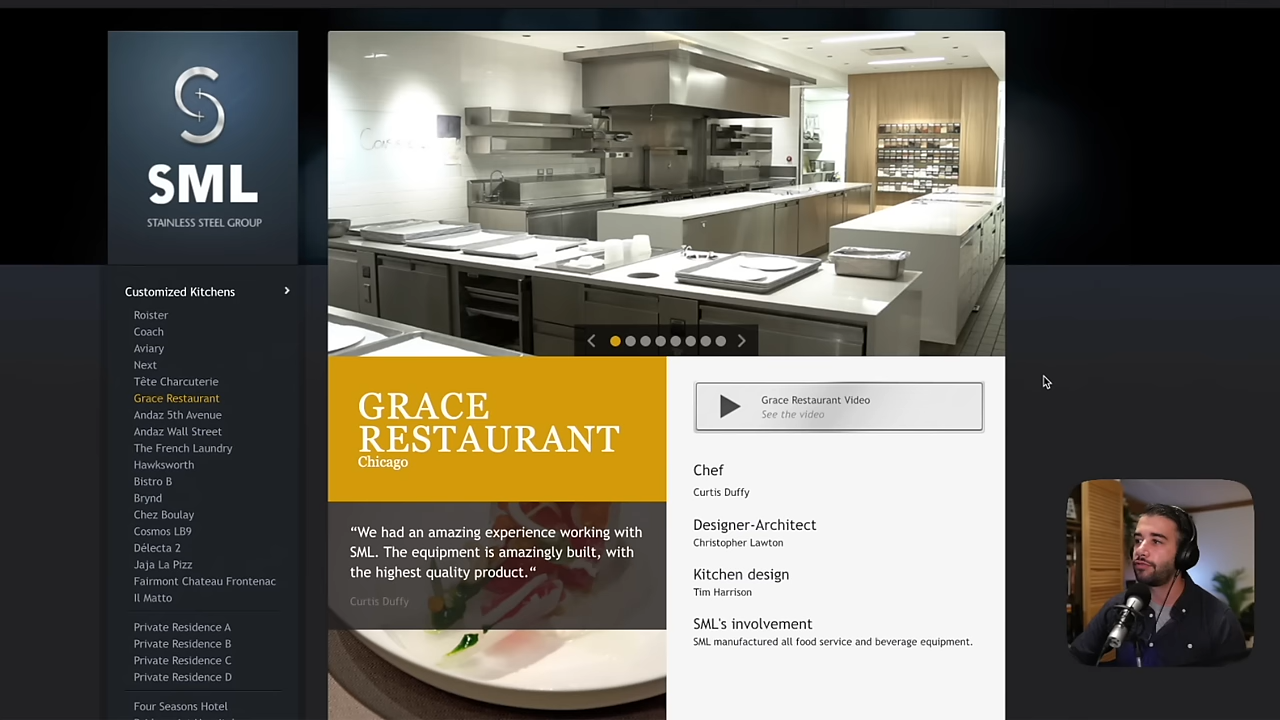 SML
STAINLESS STEEL GROUP
Customized Kitchens
Roister
Coach
Aviary
Next
Tête Charcuterie
Grace Restaurant
Andaz 5th Avenue
Andaz Wall Street
The French Laundry
Hawksworth
Bistro B
Brynd
Chez Boulay
Cosmos LB9
Délecta 2
Jaja La Pizz
Fairmont Chateau Frontenac
Il Matto
Private Residence A
Private Residence B
Private Residence C
Private Residence D
Four Seasons Hotel
GRACE
RESTAURANT
Chicago
“We had an amazing experience working with
SML. The equipment is amazingly built, with
the highest quality product.“
Curtis Duffy
Grace Restaurant Video
See the video
Chef
Curtis Duffy
Designer-Architect
Christopher Lawton
Kitchen design
Tim Harrison
SML's involvement
SML manufactured all food service and beverage equipment.